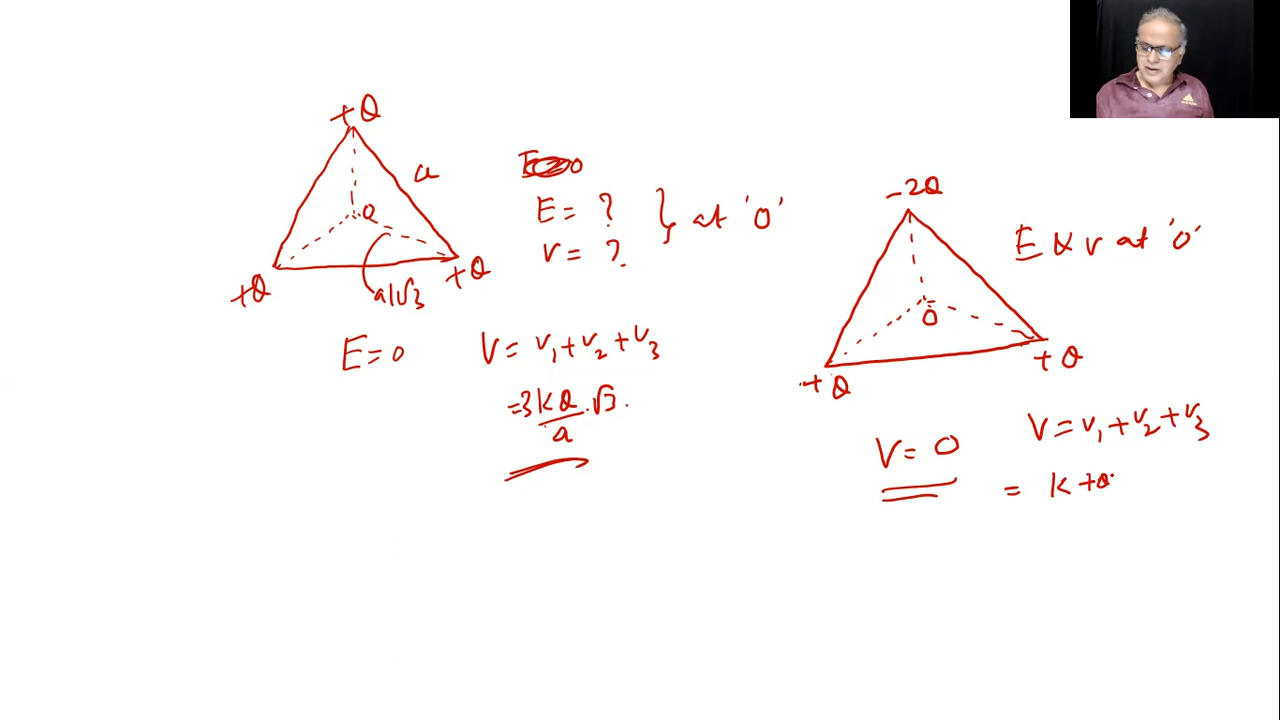 +Q
a
O
+Q
+Q
a/√3
E = ?
V = ?
} at 'O'
E=0
V = V₁+V₂+V₃
=3KQ/a .√3.
-2Q
E & V at 'O'
O
+Q
+Q
V = 0
V = V₁+V₂+V₃
= K +Q